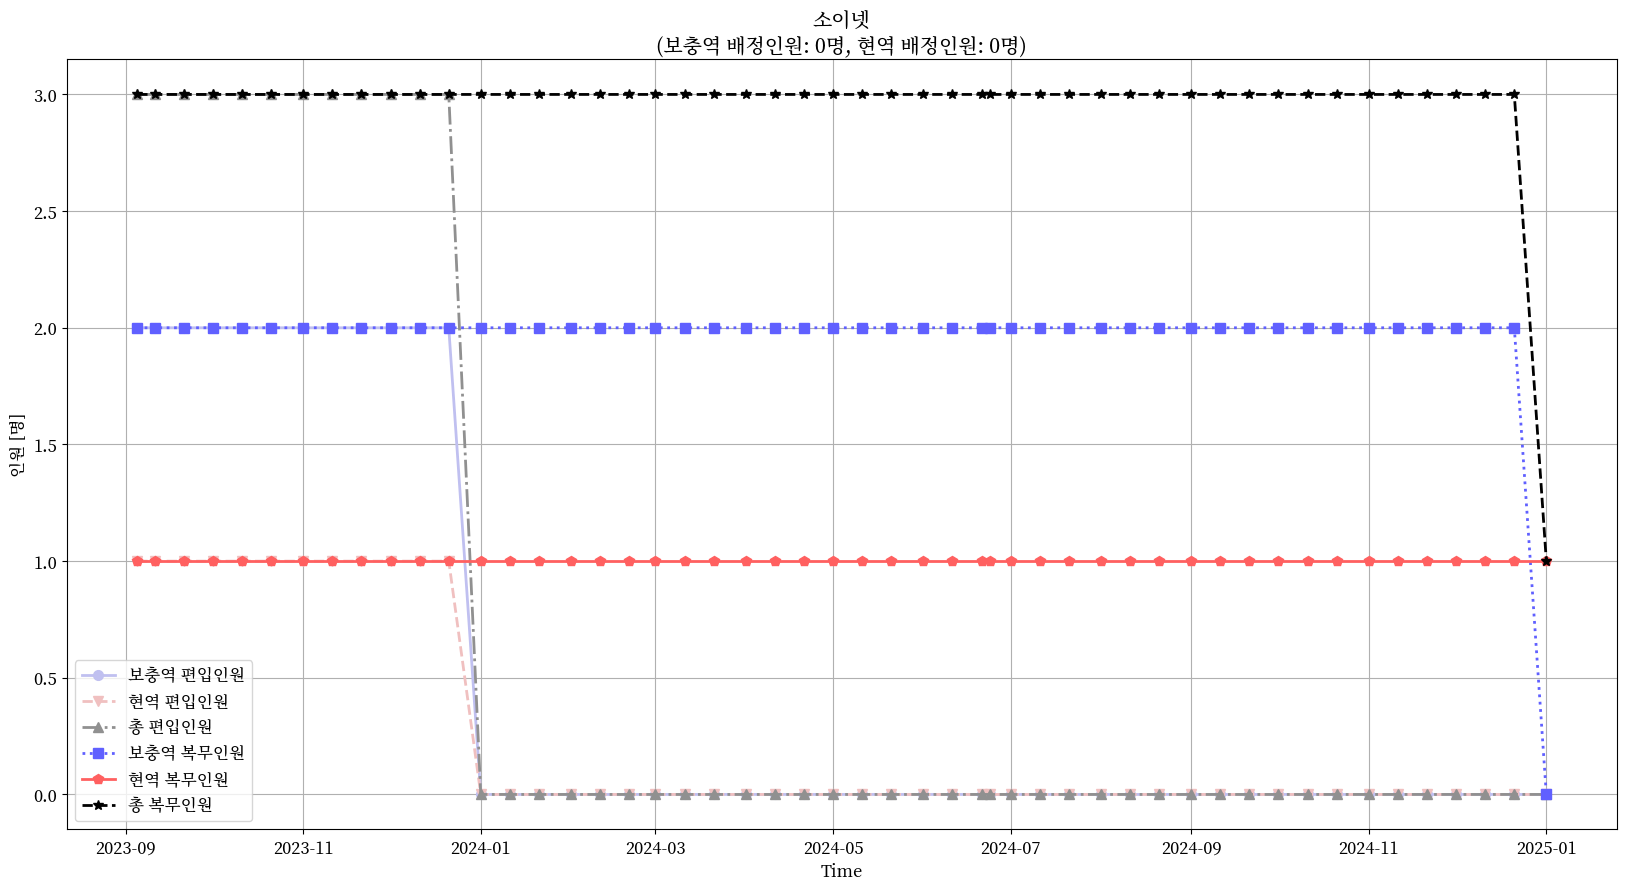 소이넷
(보충역 배정인원: 0명, 현역 배정인원: 0명)
3.0
2.5
2.0
1.5
1.0
0.5
0.0
인원 [명]
보충역 편입인원
현역 편입인원
총 편입인원
보충역 복무인원
현역 복무인원
총 복무인원
2023-09
2023-11
2024-01
2024-03
2024-05
2024-07
2024-09
2024-11
2025-01
Time